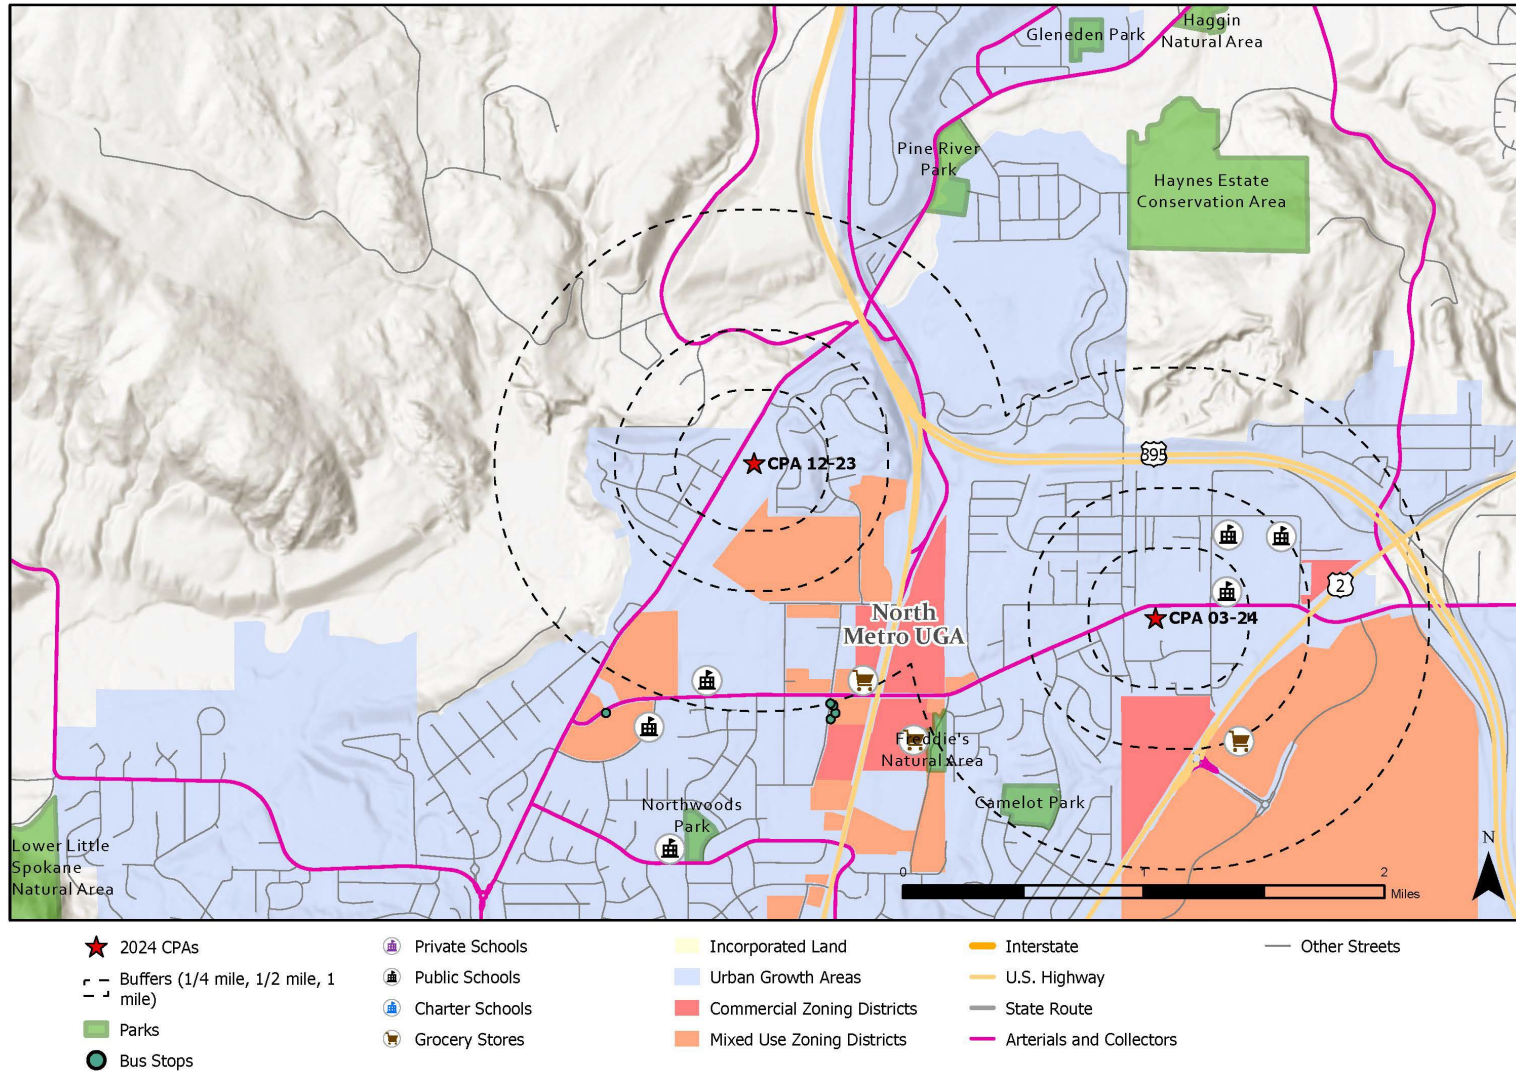 Gleneden Park
Haggin
Natural Area
Pine River
Park
Haynes Estate
Conservation Area
395
CPA 12-23
2
North
Metro UGA
CPA 03-24
Freddie's
Natural Area
Camelot Park
Northwoods
Park
Lower Little
Spokane
Natural Area
N
0 1 2
Miles
2024 CPAs
Buffers (1/4 mile, 1/2 mile, 1
mile)
Parks
Bus Stops
Private Schools
Public Schools
Charter Schools
Grocery Stores
Incorporated Land
Urban Growth Areas
Commercial Zoning Districts
Mixed Use Zoning Districts
Interstate
U.S. Highway
State Route
Arterials and Collectors
Other Streets